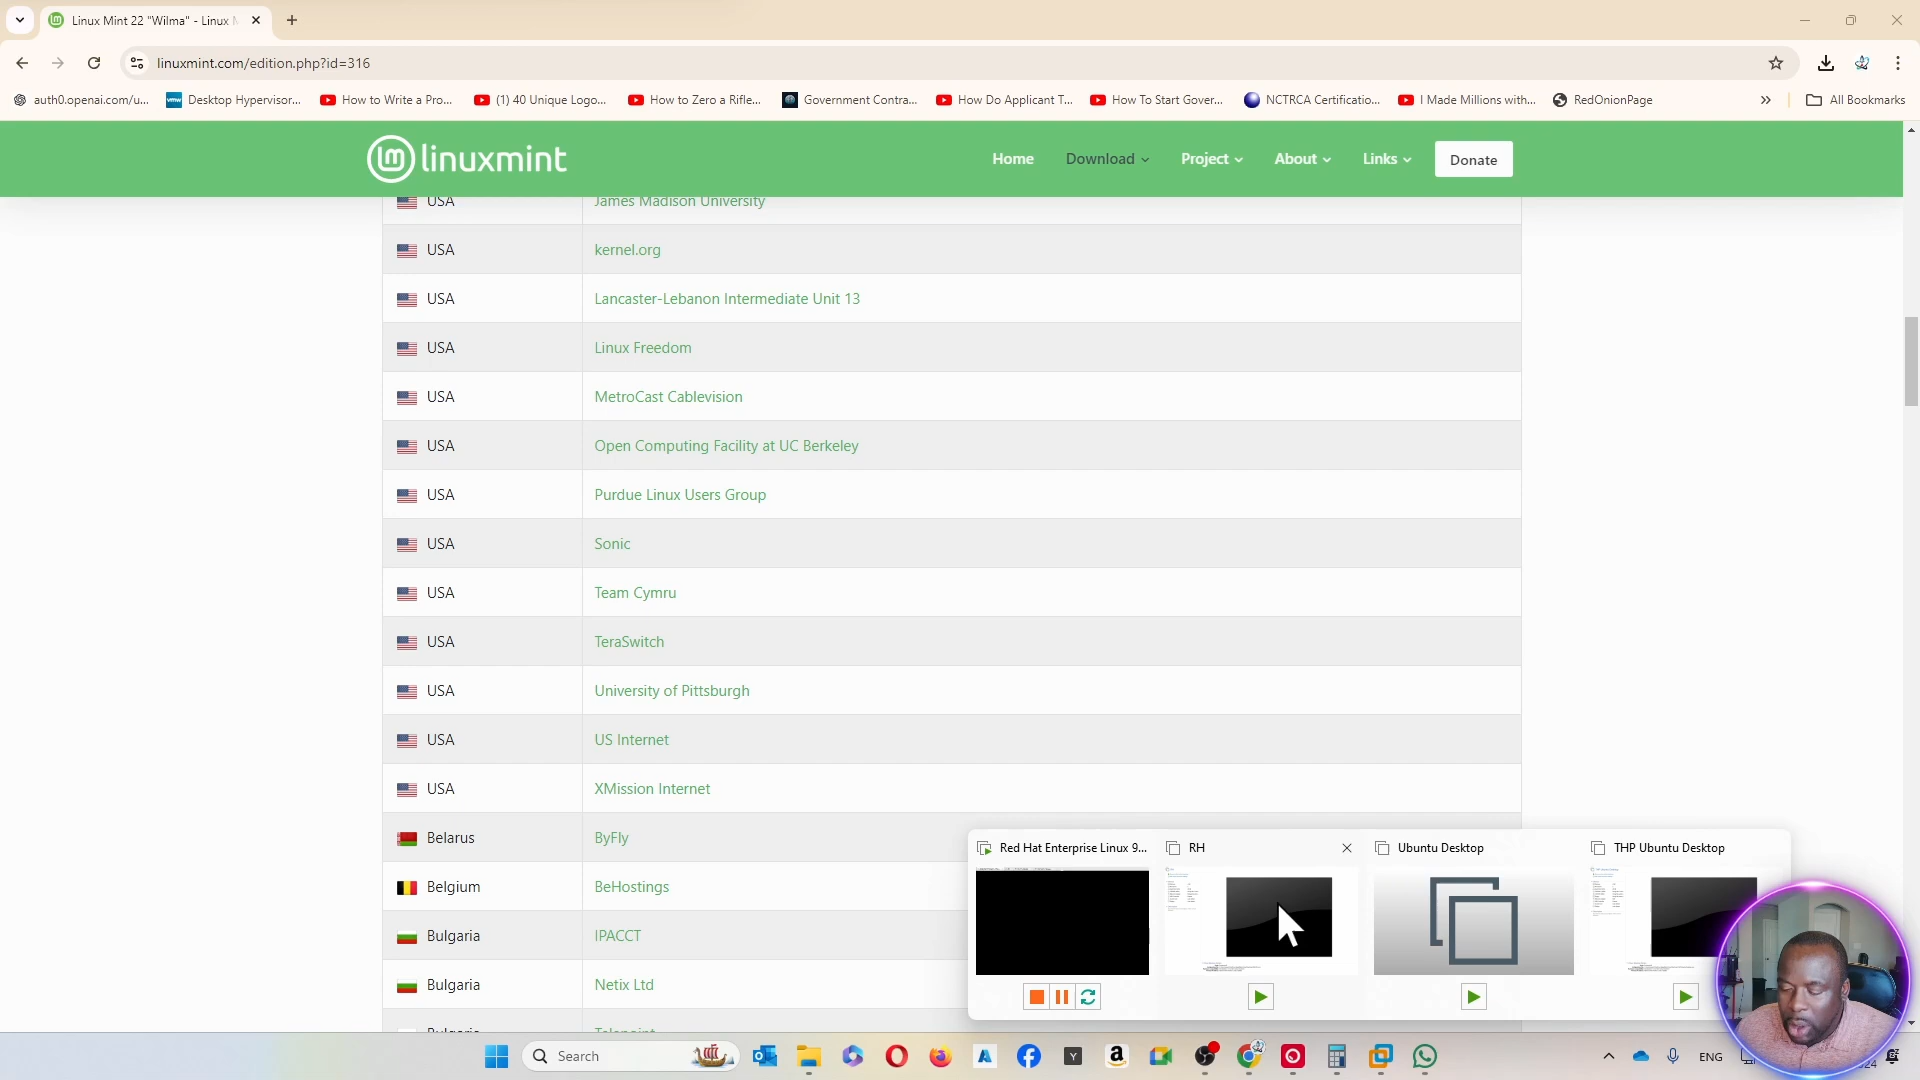 Linux Mint 22 "Wilma" - Linux M
linuxmint.com/edition.php?id=316
auth0.openai.com/u...
Desktop Hypervisor...
How to Write a Pro...
(1) 40 Unique Logo...
How to Zero a Rifle...
Government Contra...
How Do Applicant T...
How To Start Gover...
NCTRCA Certificatio...
I Made Millions with...
RedOnionPage
All Bookmarks
linuxmint
Home
Download
Project
About
Links
Donate
USA James Madison University
USA kernel.org
USA Lancaster-Lebanon Intermediate Unit 13
USA Linux Freedom
USA MetroCast Cablevision
USA Open Computing Facility at UC Berkeley
USA Purdue Linux Users Group
USA Sonic
USA Team Cymru
USA TeraSwitch
USA University of Pittsburgh
USA US Internet
USA XMission Internet
Belarus ByFly
Belgium BeHostings
Bulgaria IPACCT
Bulgaria Netix Ltd
Bulgaria Telepoint
Red Hat Enterprise Linux 9...
RH
Ubuntu Desktop
THP Ubuntu Desktop
Search
ENG